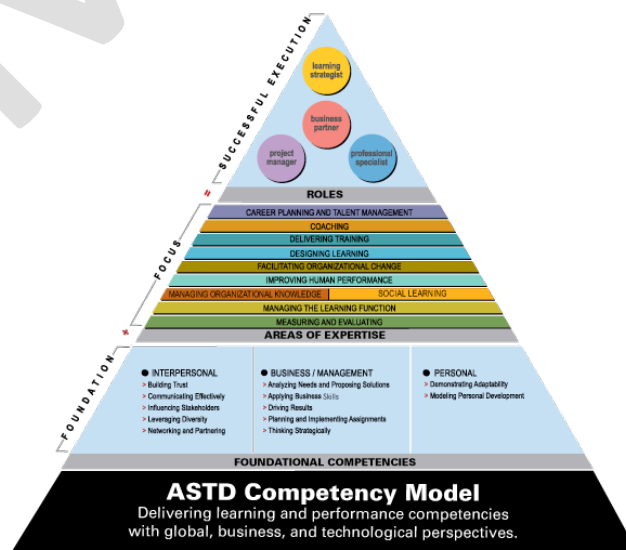 SUCCESSFUL EXECUTION
learning
strategist
business
partner
project
manager
professional
specialist
=
ROLES
FOCUS
CAREER PLANNING AND TALENT MANAGEMENT
COACHING
DELIVERING TRAINING
DESIGNING LEARNING
FACILITATING ORGANIZATIONAL CHANGE
IMPROVING HUMAN PERFORMANCE
MANAGING ORGANIZATIONAL KNOWLEDGE
SOCIAL LEARNING
MANAGING THE LEARNING FUNCTION
MEASURING AND EVALUATING
+
AREAS OF EXPERTISE
FOUNDATION
● INTERPERSONAL
> Building Trust
> Communicating Effectively
> Influencing Stakeholders
> Leveraging Diversity
> Networking and Partnering
● BUSINESS / MANAGEMENT
> Analyzing Needs and Proposing Solutions
> Applying Business Skills
> Driving Results
> Planning and Implementing Assignments
> Thinking Strategically
● PERSONAL
> Demonstrating Adaptability
> Modeling Personal Development
FOUNDATIONAL COMPETENCIES
ASTD Competency Model
Delivering learning and performance competencies
with global, business, and technological perspectives.